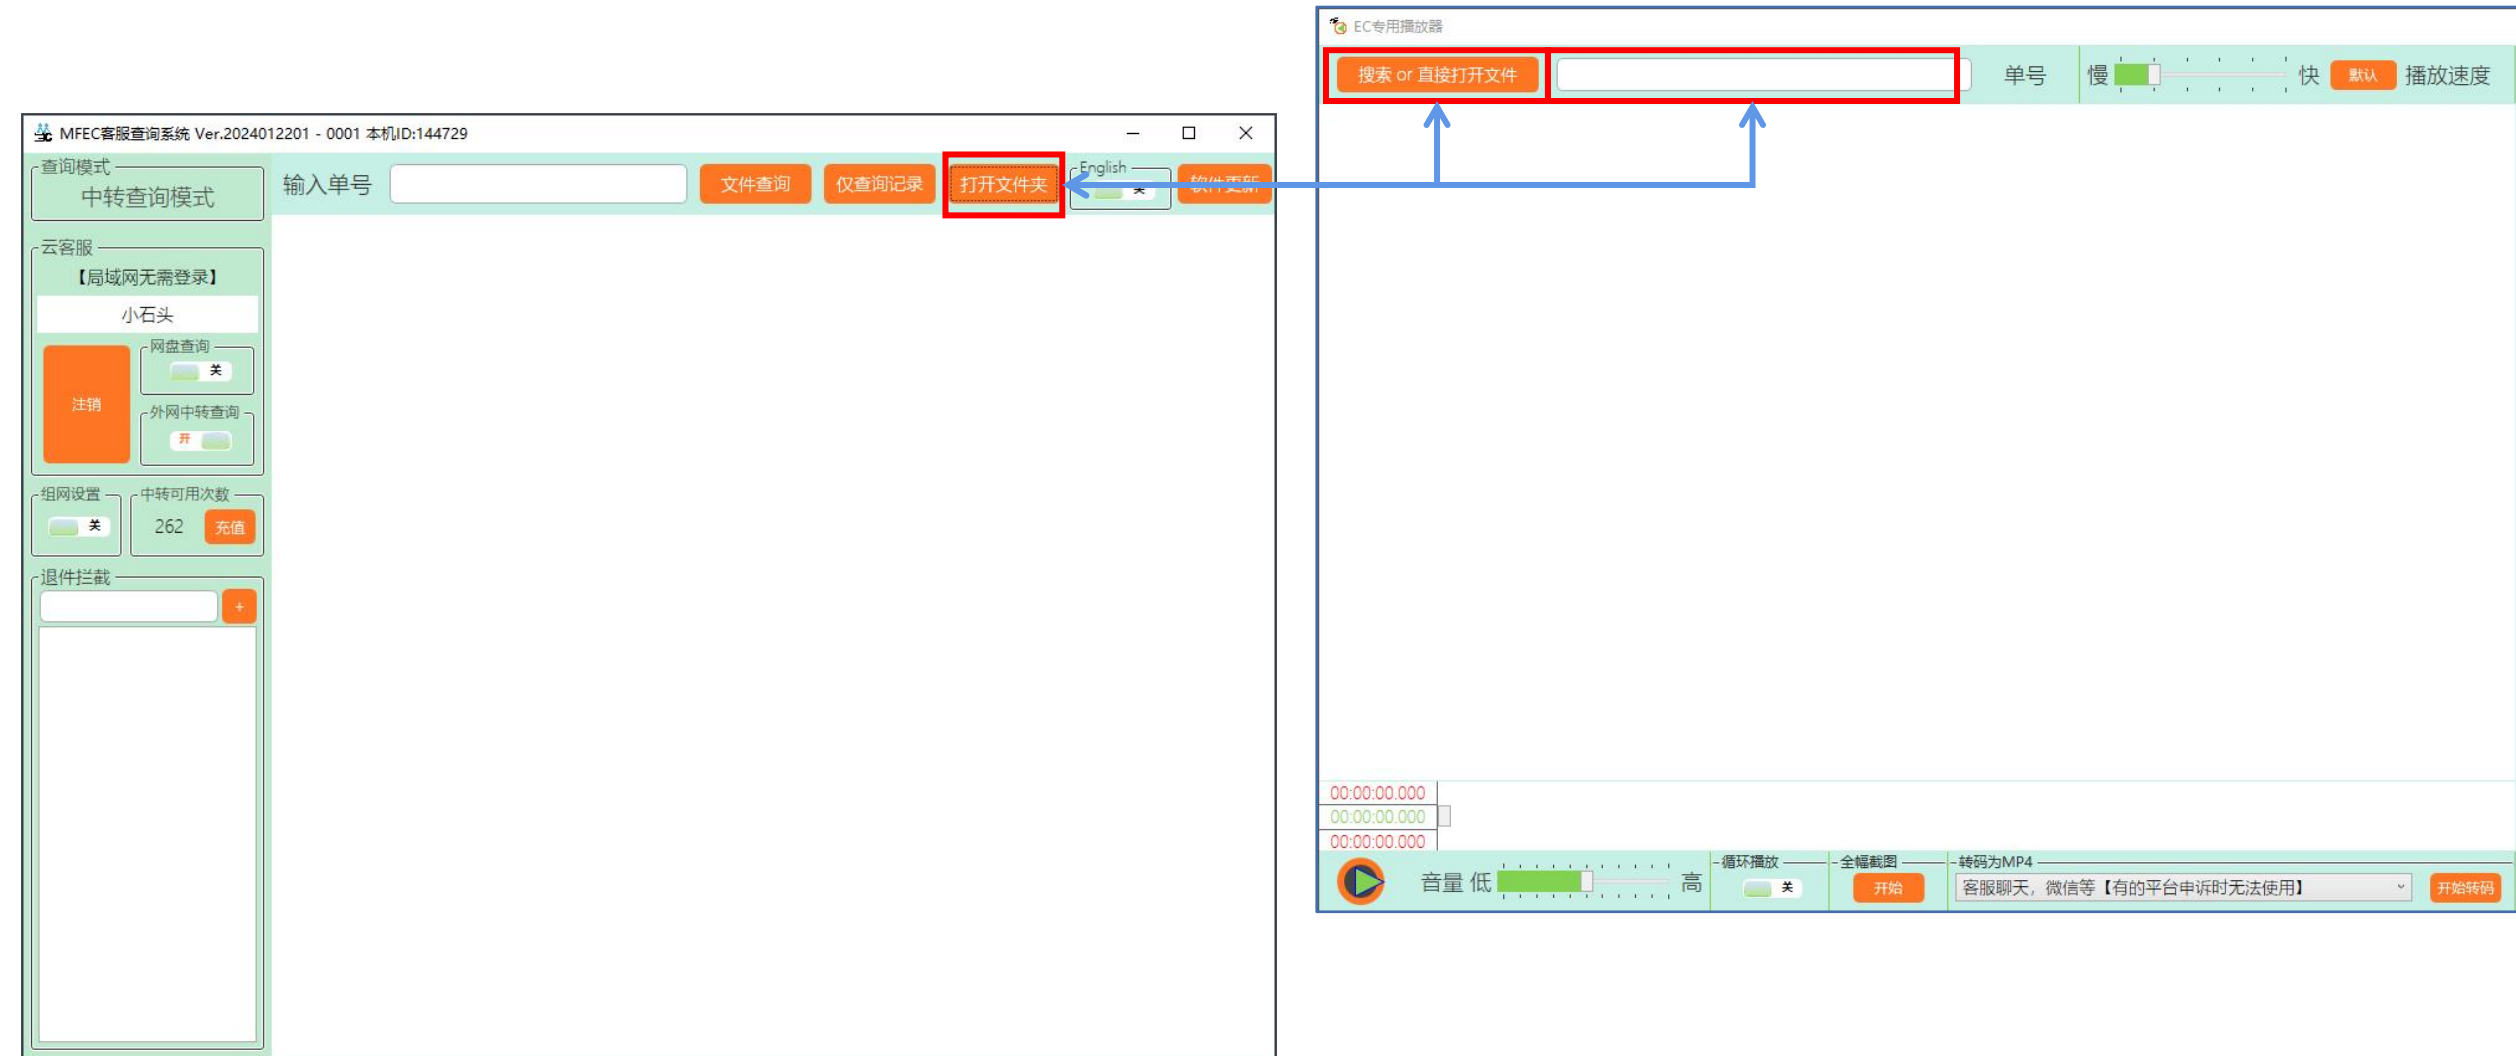 EC专用播放器
搜索 or 直接打开文件
单号
慢
快
默认
播放速度
MFEC客服查询系统 Ver.2024012201 - 0001 本机ID:144729
查询模式
中转查询模式
输入单号
文件查询
仅查询记录
打开文件夹
English
关
软件更新
云客服
【局域网无需登录】
小石头
网盘查询
关
注销
外网中转查询
开
组网设置
关
中转可用次数
262
充值
退件拦截
+
00:00:00.000
00:00:00.000
00:00:00.000
音量 低
高
循环播放
关
全幅截图
开始
转码为MP4
客服聊天，微信等【有的平台申诉时无法使用】
开始转码